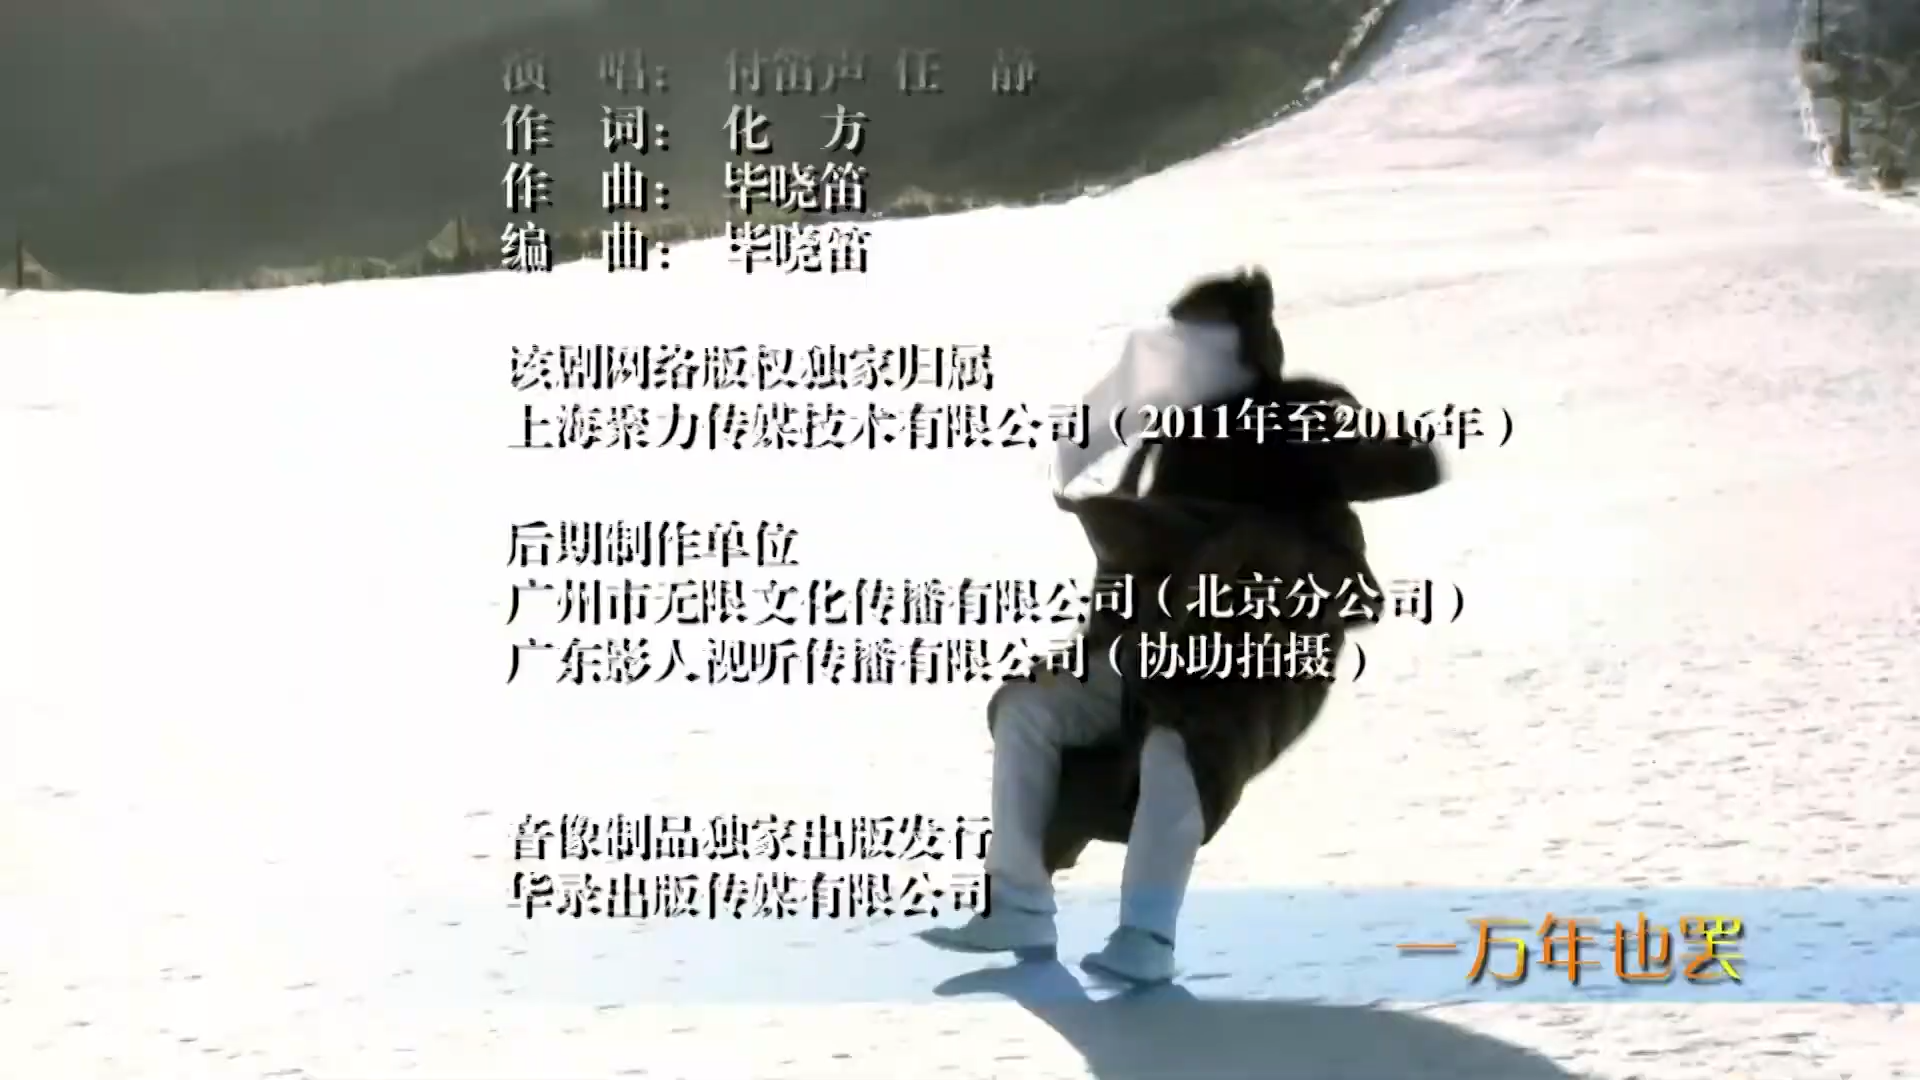 演 唱： 付笛声 任 静
作 词： 化 方
作 曲： 毕晓笛
编 曲： 毕晓笛
该剧网络版权独家归属
上海聚力传媒技术有限公司（2011年至2016年）
后期制作单位
广州市无限文化传播有限公司（北京分公司）
广东影人视听传播有限公司（协助拍摄）
音像制品独家出版发行
华录出版传媒有限公司
一万年也罢